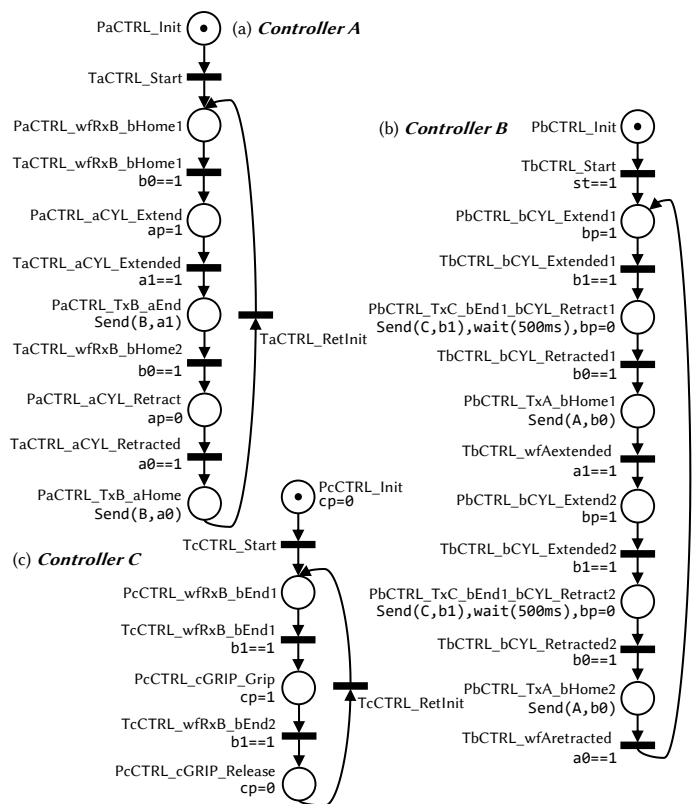 PaCTRL_Init
(a) Controller A
TaCTRL_Start
PaCTRL_wfRxB_bHome1
TaCTRL_wfRxB_bHome1
b0==1
PaCTRL_aCYL_Extend
ap=1
TaCTRL_aCYL_Extended
a1==1
PaCTRL_TxB_aEnd
Send(B,a1)
TaCTRL_RetInit
TaCTRL_wfRxB_bHome2
b0==1
PaCTRL_aCYL_Retract
ap=0
TaCTRL_aCYL_Retracted
a0==1
PaCTRL_TxB_aHome
Send(B,a0)
(b) Controller B
PbCTRL_Init
TbCTRL_Start
st==1
PbCTRL_bCYL_Extend1
bp=1
TbCTRL_bCYL_Extended1
b1==1
PbCTRL_TxC_bEnd1_bCYL_Retract1
Send(C,b1),wait(500ms),bp=0
TbCTRL_bCYL_Retracted1
b0==1
PbCTRL_TxA_bHome1
Send(A,b0)
TbCTRL_wfAextended
a1==1
PbCTRL_bCYL_Extend2
bp=1
TbCTRL_bCYL_Extended2
b1==1
PbCTRL_TxC_bEnd1_bCYL_Retract2
Send(C,b1),wait(500ms),bp=0
TbCTRL_bCYL_Retracted2
b0==1
PbCTRL_TxA_bHome2
Send(A,b0)
TbCTRL_wfAretracted
a0==1
(c) Controller C
PcCTRL_Init
cp=0
TcCTRL_Start
PcCTRL_wfRxB_bEnd1
TcCTRL_wfRxB_bEnd1
b1==1
PcCTRL_cGRIP_Grip
cp=1
TcCTRL_RetInit
TcCTRL_wfRxB_bEnd2
b1==1
PcCTRL_cGRIP_Release
cp=0